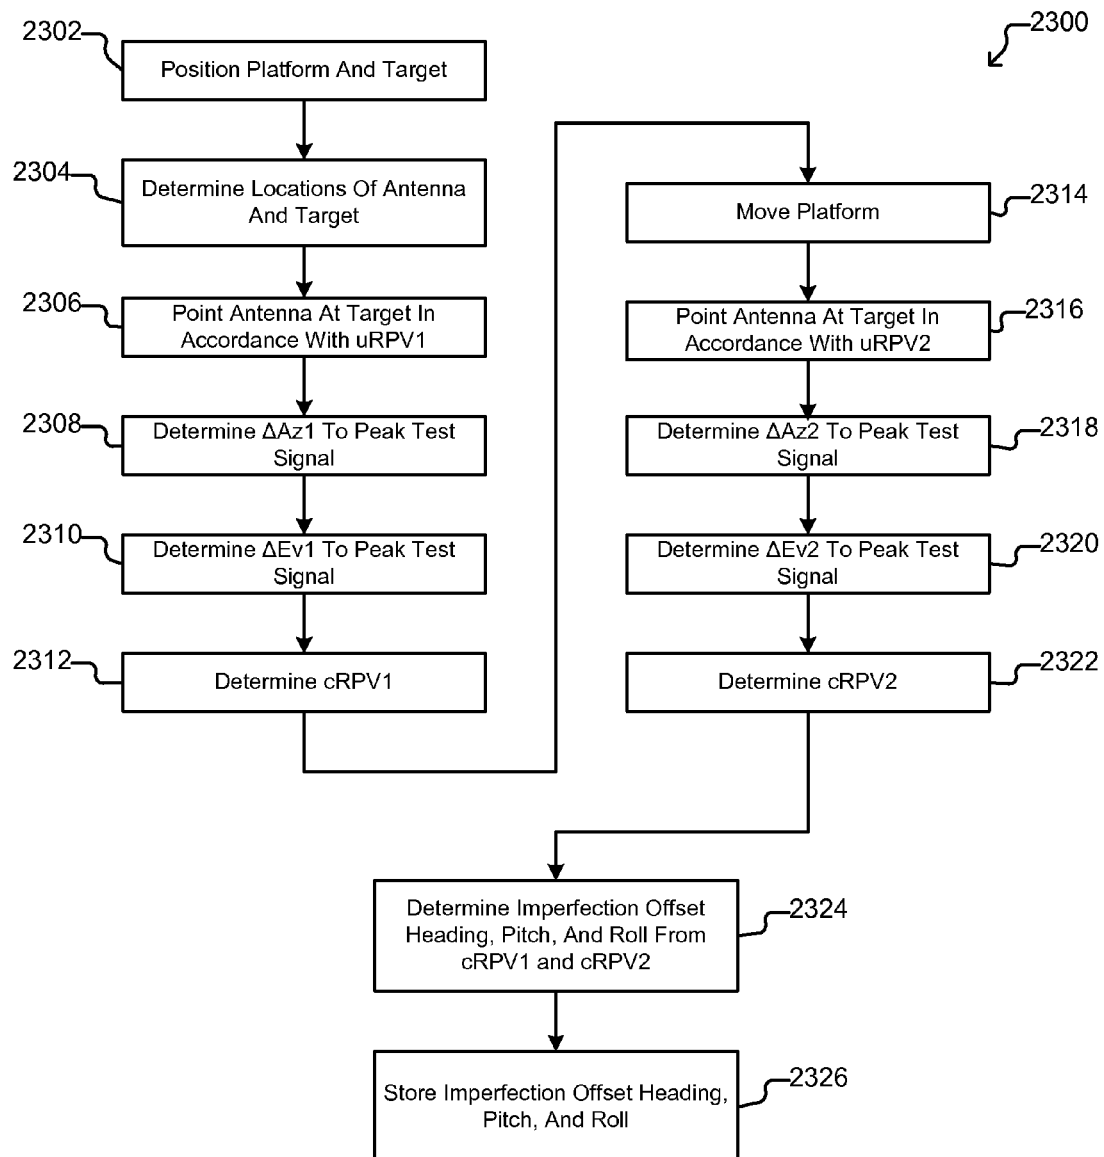 2300
2302
Position Platform And Target
2304
Determine Locations Of Antenna
And Target
2306
Point Antenna At Target In
Accordance With uRPV1
2308
Determine ΔAz1 To Peak Test
Signal
2310
Determine ΔEv1 To Peak Test
Signal
2312
Determine cRPV1
2314
Move Platform
2316
Point Antenna At Target In
Accordance With uRPV2
2318
Determine ΔAz2 To Peak Test
Signal
2320
Determine ΔEv2 To Peak Test
Signal
2322
Determine cRPV2
2324
Determine Imperfection Offset
Heading, Pitch, And Roll From
cRPV1 and cRPV2
2326
Store Imperfection Offset Heading,
Pitch, And Roll